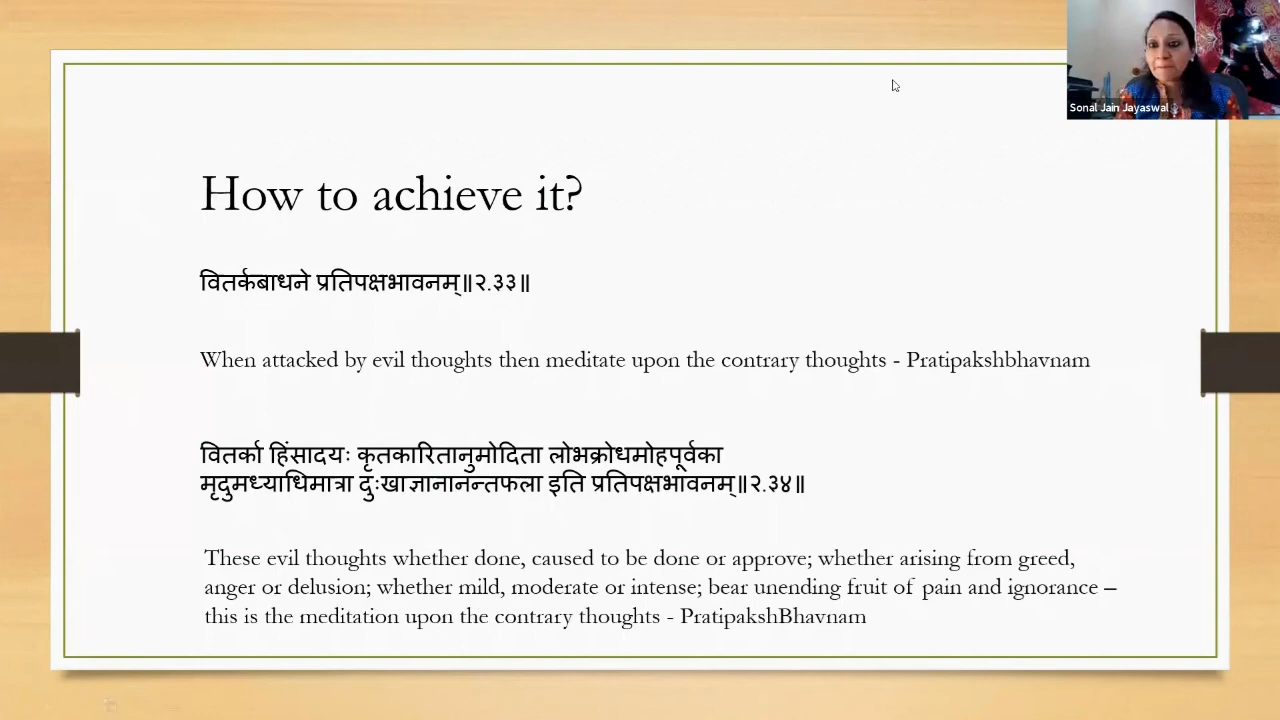 Sonal Jain Jayaswal
How to achieve it?
वितर्कबाधने प्रतिपक्षभावनम्॥२.३३॥
When attacked by evil thoughts then meditate upon the contrary thoughts - Pratipakshbhavnam
वितर्का हिंसादयः कृतकारितानुमोदिता लोभक्रोधमोहपूर्वका
मृदुमध्याधिमात्रा दुःखाज्ञानानन्तफला इति प्रतिपक्षभावनम्॥२.३४॥
These evil thoughts whether done, caused to be done or approve; whether arising from greed,
anger or delusion; whether mild, moderate or intense; bear unending fruit of pain and ignorance –
this is the meditation upon the contrary thoughts - PratipakshBhavnam